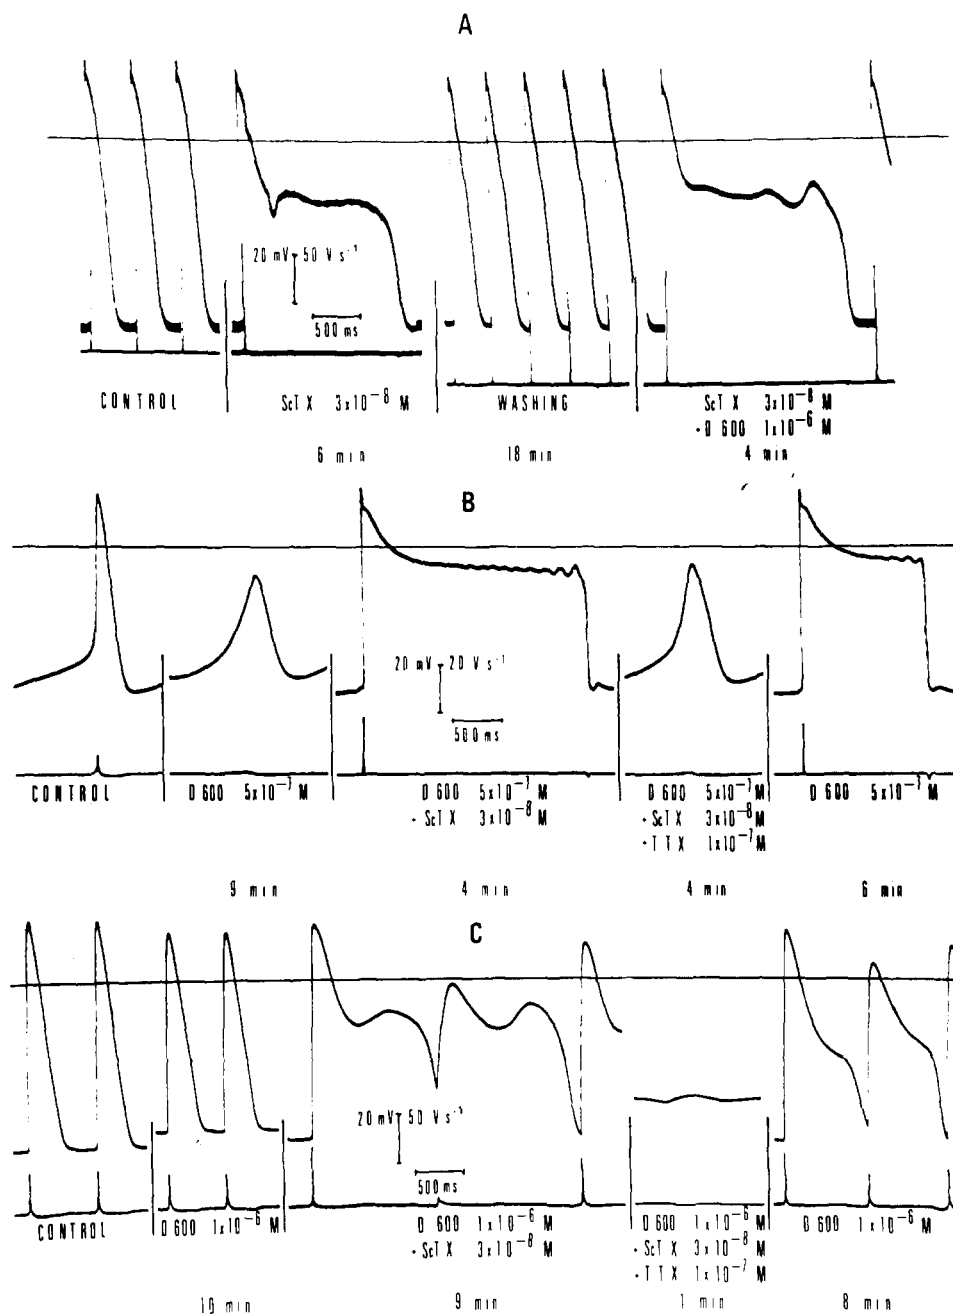 A
20 mV 50 V s⁻¹
500 ms
CONTROL
ScTX 3x10⁻⁸ M
WASHING
ScTX 3x10⁻⁸ M
+D 600 1x10⁻⁶ M
6 min
18 min
4 min
B
20 mV 20 V s⁻¹
500 ms
CONTROL
D 600 5x10⁻⁷ M
D 600 5x10⁻⁷ M
+ScTX 3x10⁻⁸ M
D 600 5x10⁻⁷ M
+ScTX 3x10⁻⁸ M
+TTX 1x10⁻⁷ M
D 600 5x10⁻⁷ M
9 min
4 min
4 min
6 min
C
20 mV 50 V s⁻¹
500 ms
CONTROL
D 600 1x10⁻⁶ M
D 600 1x10⁻⁶ M
+ScTX 3x10⁻⁸ M
D 600 1x10⁻⁶ M
+ScTX 3x10⁻⁸ M
+TTX 1x10⁻⁷ M
D 600 1x10⁻⁶ M
9 min
1 min
8 min